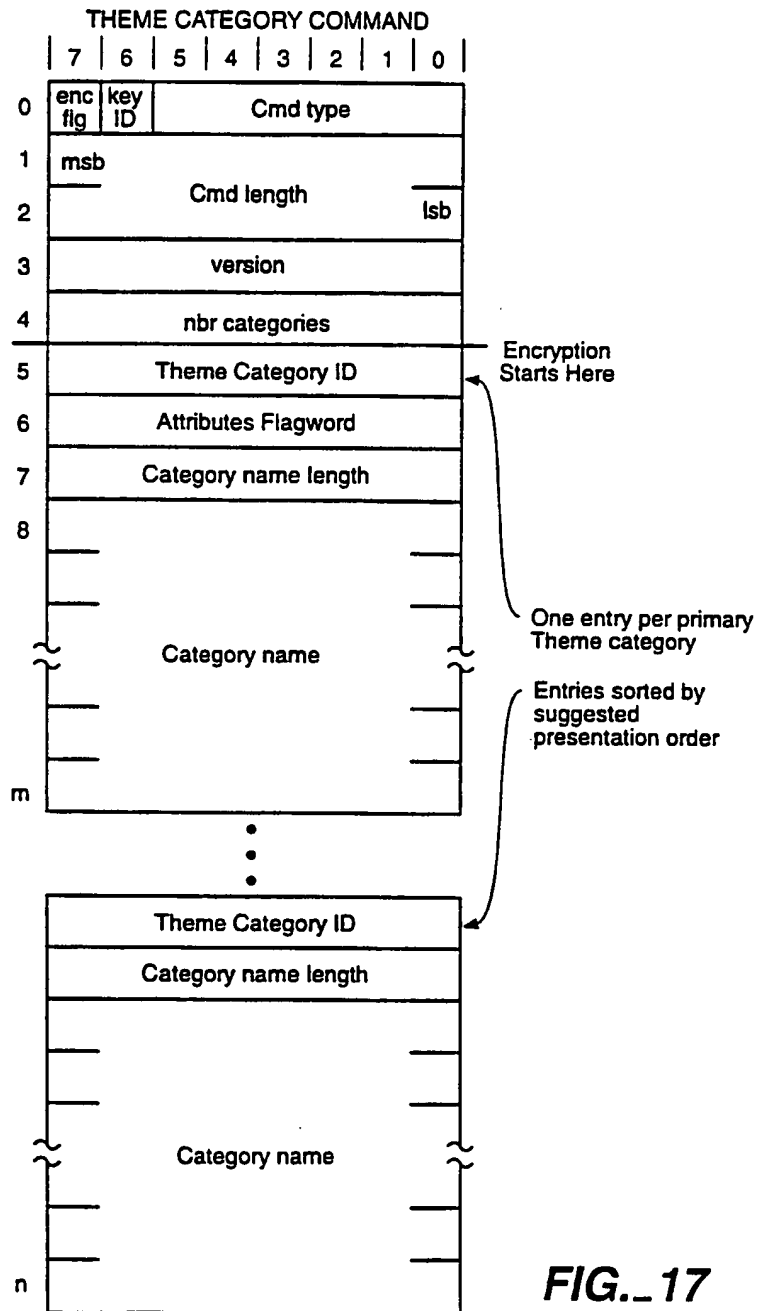 THEME CATEGORY COMMAND
7 6 5 4 3 2 1 0
0 enc flg key ID Cmd type
1 msb
Cmd length
2 lsb
3 version
4 nbr categories
Encryption
Starts Here
5 Theme Category ID
6 Attributes Flagword
7 Category name length
8
One entry per primary
Theme category
Category name
Entries sorted by
suggested
presentation order
m
Theme Category ID
Category name length
Category name
n
FIG._17